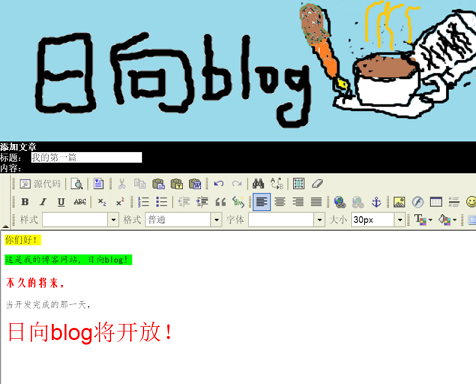 日向blog
添加文章
标题: 我的第一篇
内容:
源代码
B I U ABC x₂ x²
样式 格式 普通 字体 大小 30px
你们好!
这是我的博客网站，日向blog!
不久的将来，
当开发完成的那一天。
日向blog将开放!